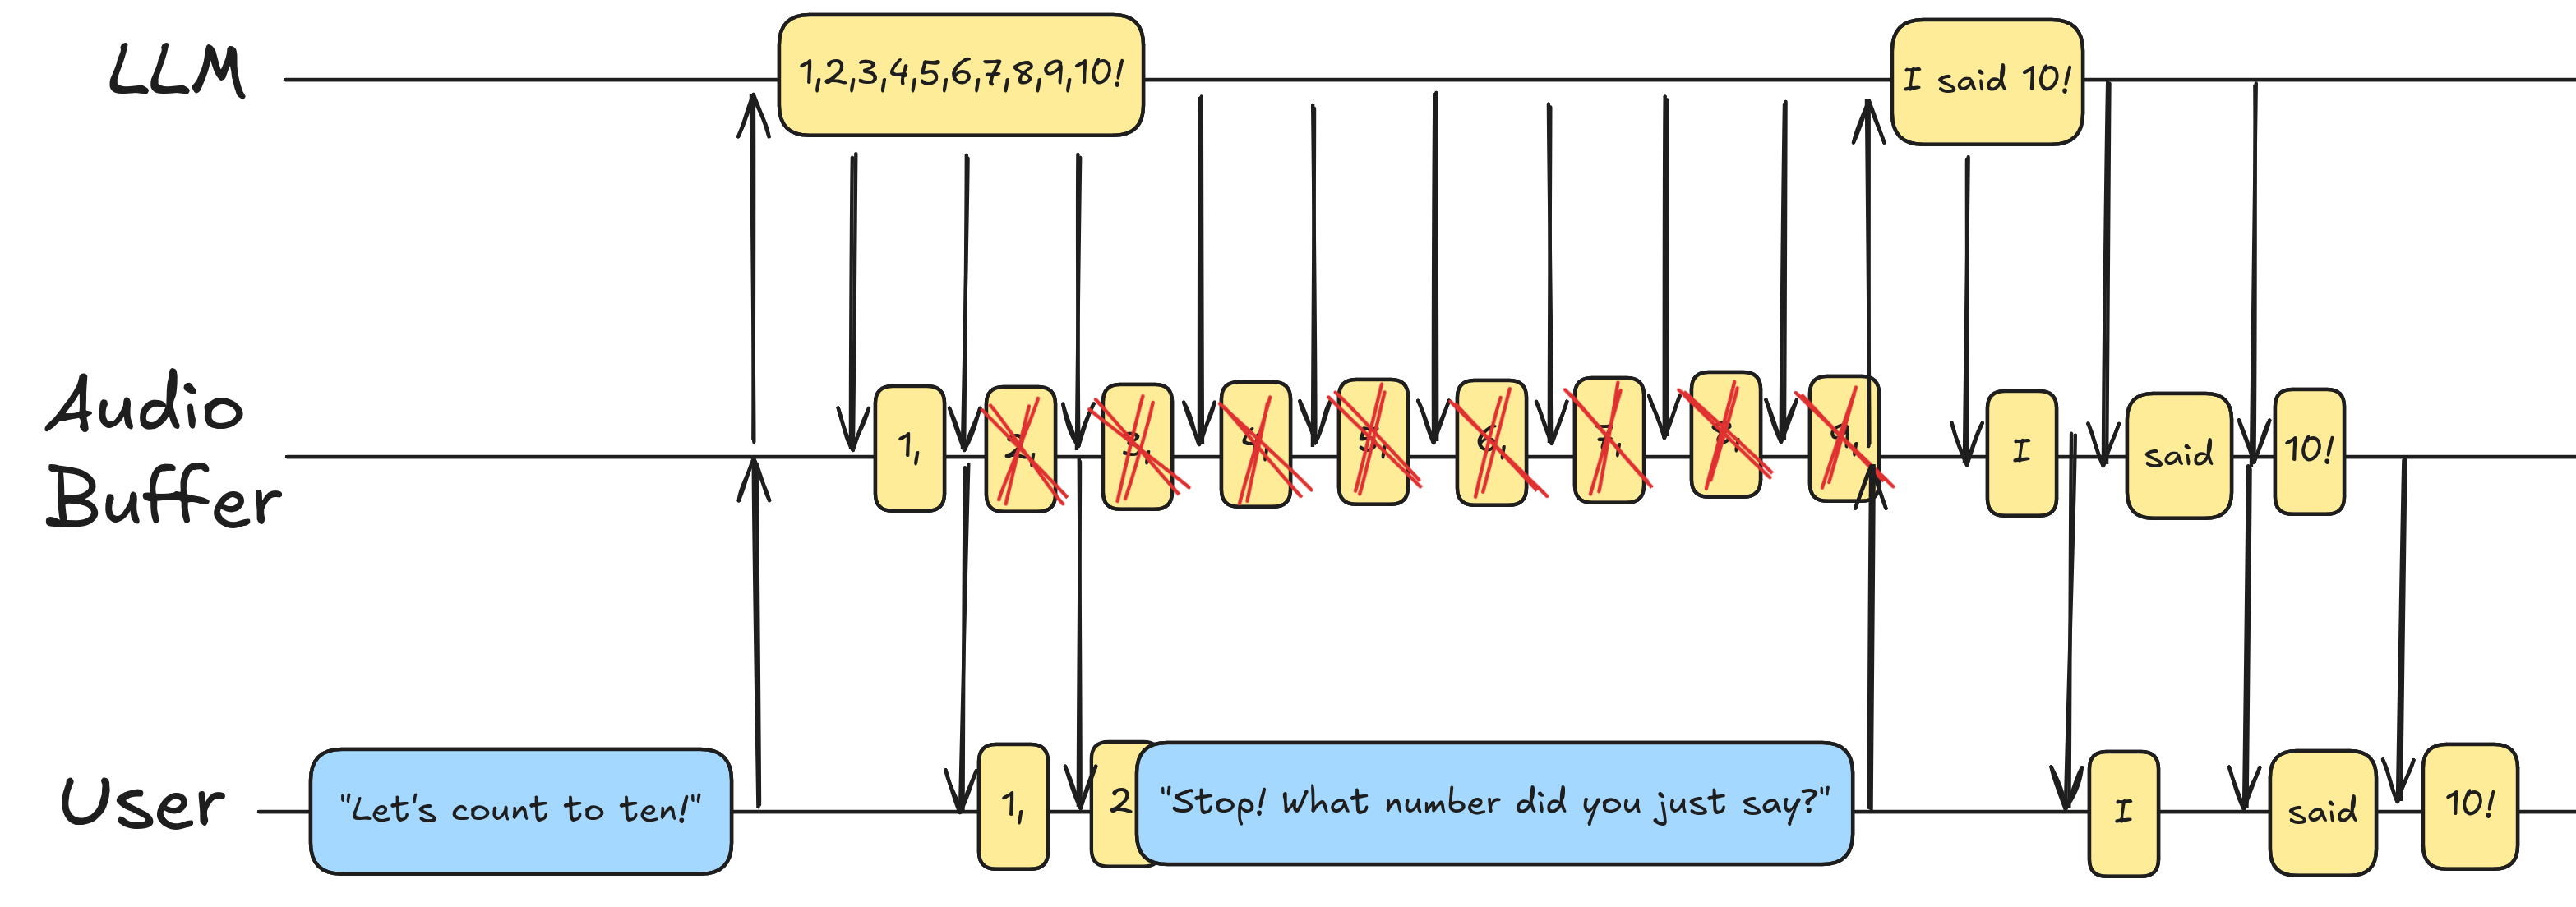 LLM
1,2,3,4,5,6,7,8,9,10!
I said 10!
Audio
Buffer
1,
2,
3,
4,
5,
6,
7,
8,
9,
I
said
10!
User
"Let's count to ten!"
1,
2
"Stop! What number did you just say?"
I
said
10!